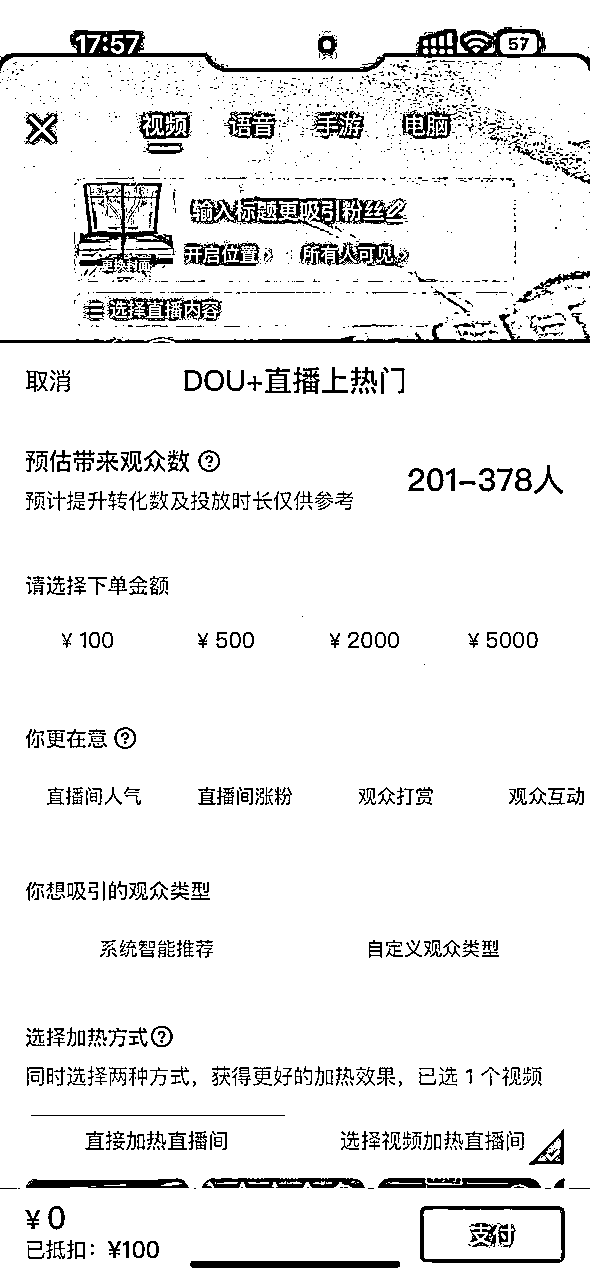 17:57
57
视频 语音 手游 电脑
输入标题更吸引粉丝
更换封面
开启位置 所有人可见
选择直播内容
取消 DOU+直播上热门
预估带来观众数 ?
201-378人
预计提升转化数及投放时长仅供参考
请选择下单金额
¥100 ¥500 ¥2000 ¥5000
你更在意 ?
直播间人气 直播间涨粉 观众打赏 观众互动
你想吸引的观众类型
系统智能推荐 自定义观众类型
选择加热方式 ?
同时选择两种方式，获得更好的加热效果，已选 1 个视频
直接加热直播间 选择视频加热直播间
¥0
已抵扣：¥100
支付